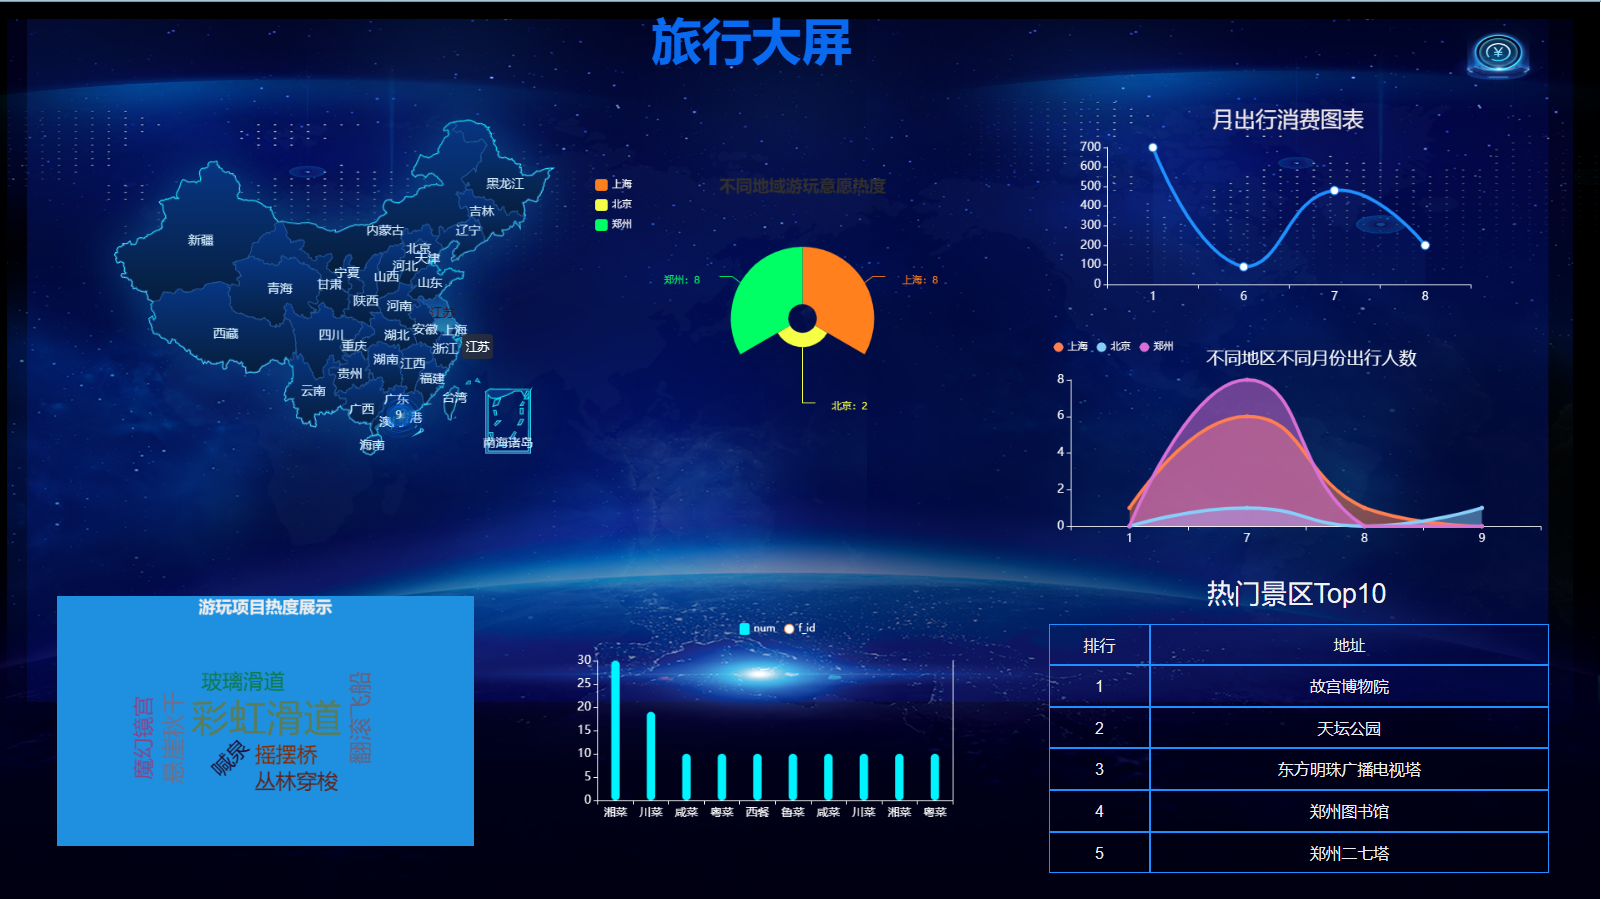 旅行大屏
黑龙江
吉林
辽宁
内蒙古
新疆
北京
天津
河北
宁夏
山西
山东
青海
甘肃
陕西
河南
江苏
西藏
四川
湖北
安徽
上海
重庆
浙江
江苏
湖南
江西
贵州
福建
云南
广东
台湾
广西
9
澳
港
海南
南海诸岛
上海
北京
郑州
不同地域游玩意愿热度
郑州: 8
上海: 8
北京: 2
月出行消费图表
700
600
500
400
300
200
100
0
1 6 7 8
上海 北京 郑州
不同地区不同月份出行人数
8
6
4
2
0
1 7 8 9
游玩项目热度展示
玻璃滑道
彩虹滑道
魔幻镜宫
悬崖秋千
翻滚飞船
喊泉
摇摆桥
丛林穿梭
num f_id
30
25
20
15
10
5
0
湘菜 川菜 咸菜 粤菜 西餐 鲁菜 咸菜 川菜 湘菜 粤菜
热门景区Top10
排行 地址
1 故宫博物院
2 天坛公园
3 东方明珠广播电视塔
4 郑州图书馆
5 郑州二七塔